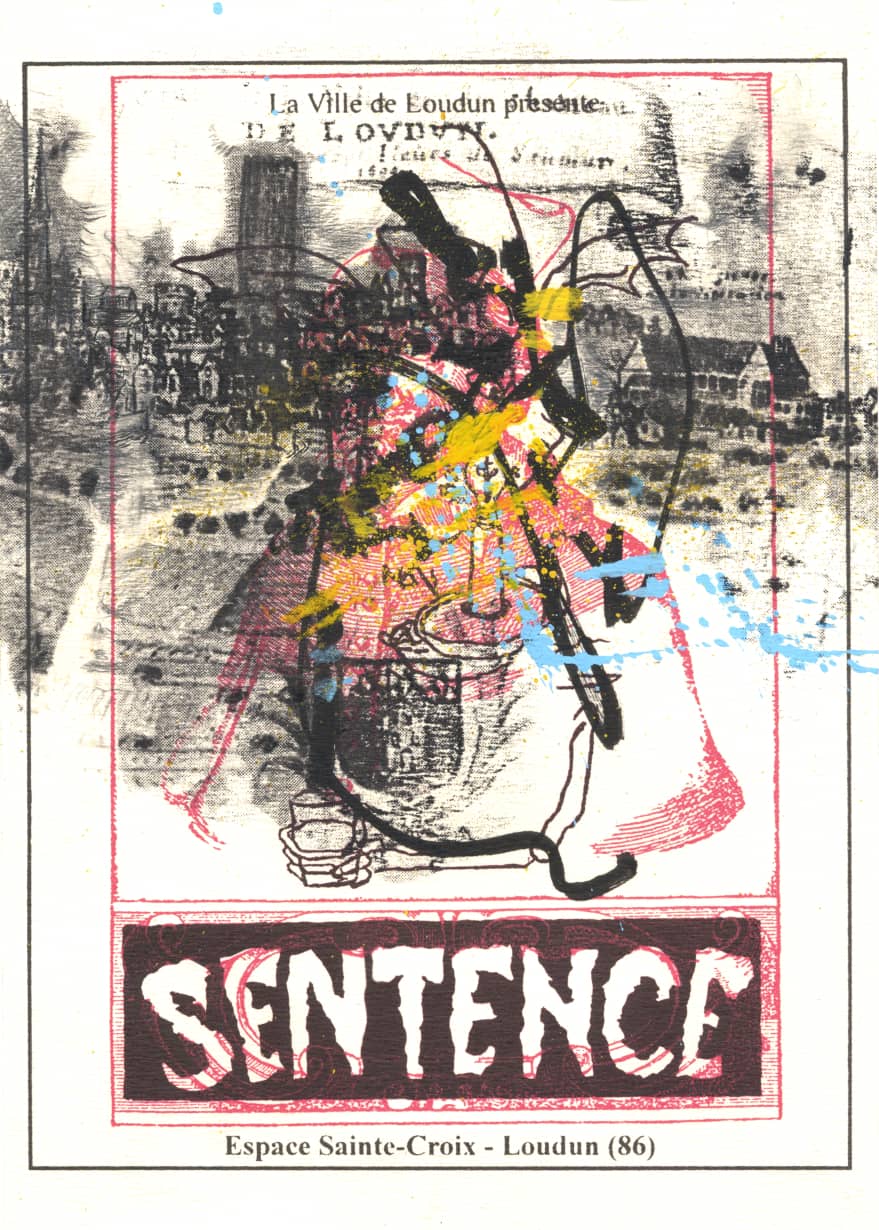 La Ville de Loudun présente
DE LOVDVN.
SENTENCE
Espace Sainte-Croix - Loudun (86)